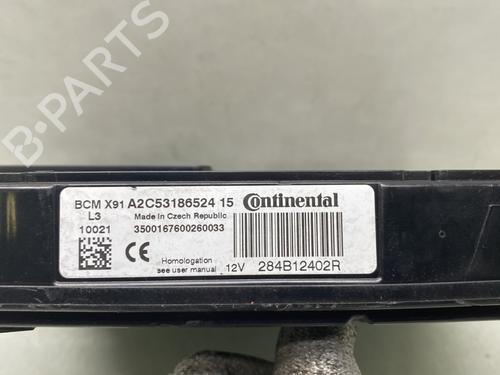 B-PARTS
BCM X91 A2C53186524 15 Continental
L3 Made in Czech Republic
10021 3500167600260033
CE
Homologation
see user manual 12V 284B12402R